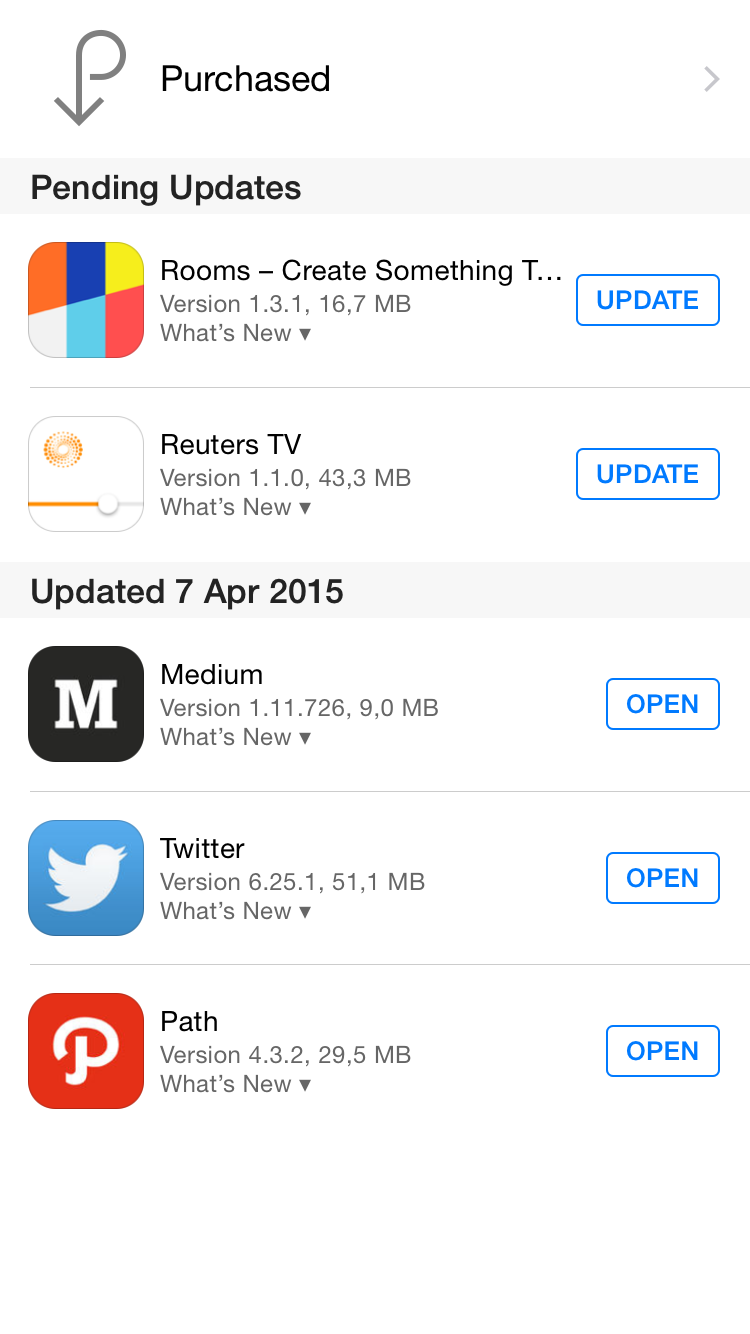 Purchased
Pending Updates
Rooms – Create Something T...
Version 1.3.1, 16,7 MB
What's New ▾
UPDATE
Reuters TV
Version 1.1.0, 43,3 MB
What's New ▾
UPDATE
Updated 7 Apr 2015
M
Medium
Version 1.11.726, 9,0 MB
What's New ▾
OPEN
Twitter
Version 6.25.1, 51,1 MB
What's New ▾
OPEN
Path
Version 4.3.2, 29,5 MB
What's New ▾
OPEN